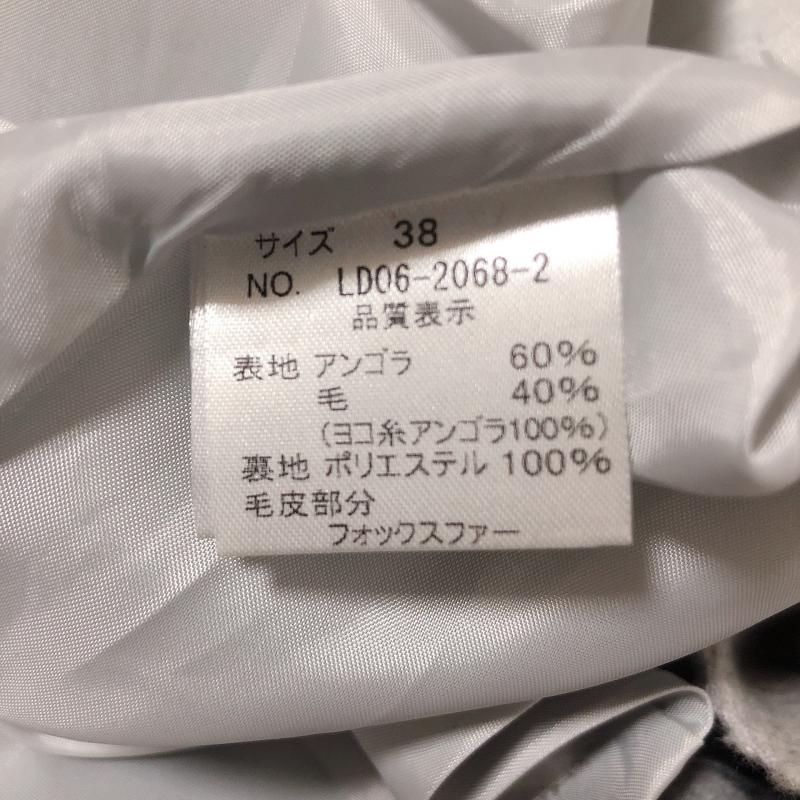 サイズ 38
NO. LD06-2068-2
品質表示
表地 アンゴラ 60%
毛 40%
(ヨコ糸アンゴラ100%)
裏地 ポリエステル 100%
毛皮部分
フォックスファー